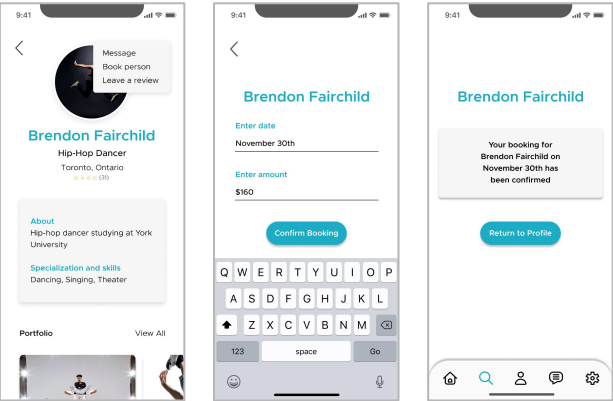 9:41
Message
Book person
Leave a review
Brendon Fairchild
Hip-Hop Dancer
Toronto, Ontario
(31)
About
Hip-hop dancer studying at York
University
Specialization and skills
Dancing, Singing, Theater
Portfolio View All
9:41
Brendon Fairchild
Enter date
November 30th
Enter amount
$160
Confirm Booking
Q W E R T Y U I O P
A S D F G H J K L
Z X C V B N M
123 space Go
9:41
Brendon Fairchild
Your booking for
Brendon Fairchild on
November 30th has
been confirmed
Return to Profile